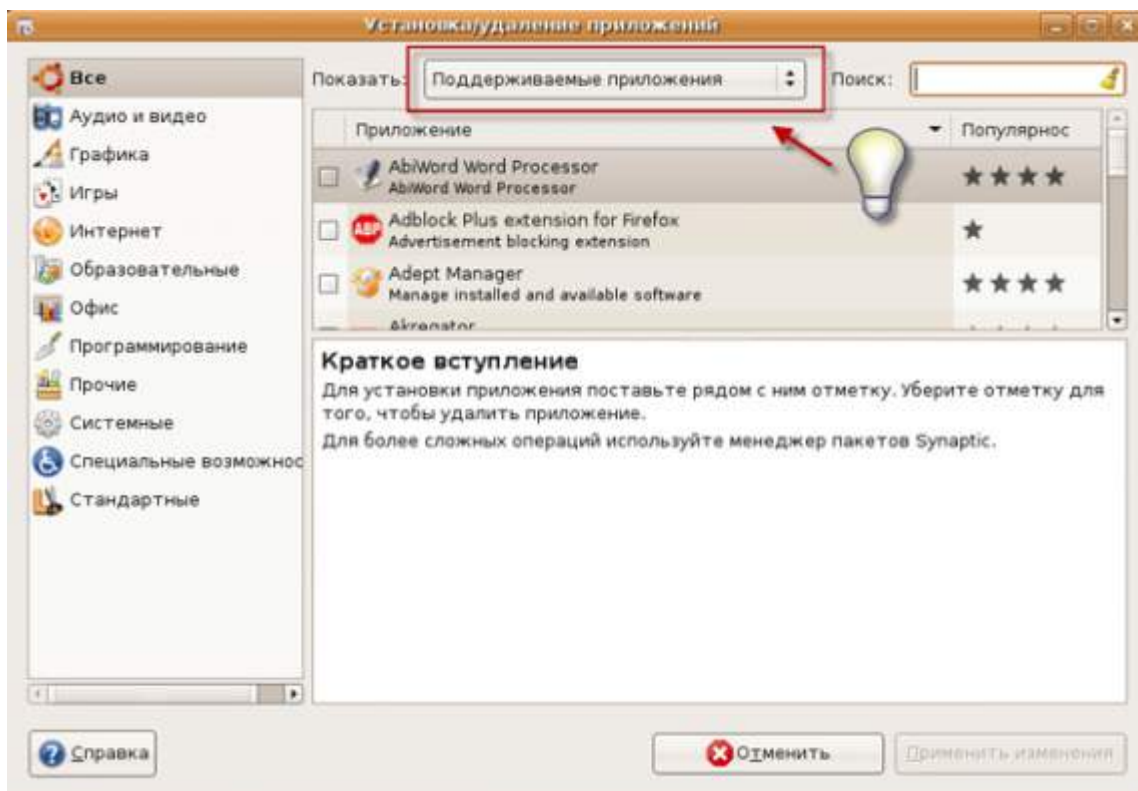 Установка/удаление приложений
Все
Аудио и видео
Графика
Игры
Интернет
Образовательные
Офис
Программирование
Прочие
Системные
Специальные возможнос
Стандартные
Показать: Поддерживаемые приложения Поиск:
Приложение Популярнос
AbiWord Word Processor
AbiWord Word Processor
ABP
Adblock Plus extension for Firefox
Advertisement blocking extension
Adept Manager
Manage installed and available software
Akregator
Краткое вступление
Для установки приложения поставьте рядом с ним отметку. Уберите отметку для
того, чтобы удалить приложение.
Для более сложных операций используйте менеджер пакетов Synaptic.
Справка
Отменить
Применить изменения